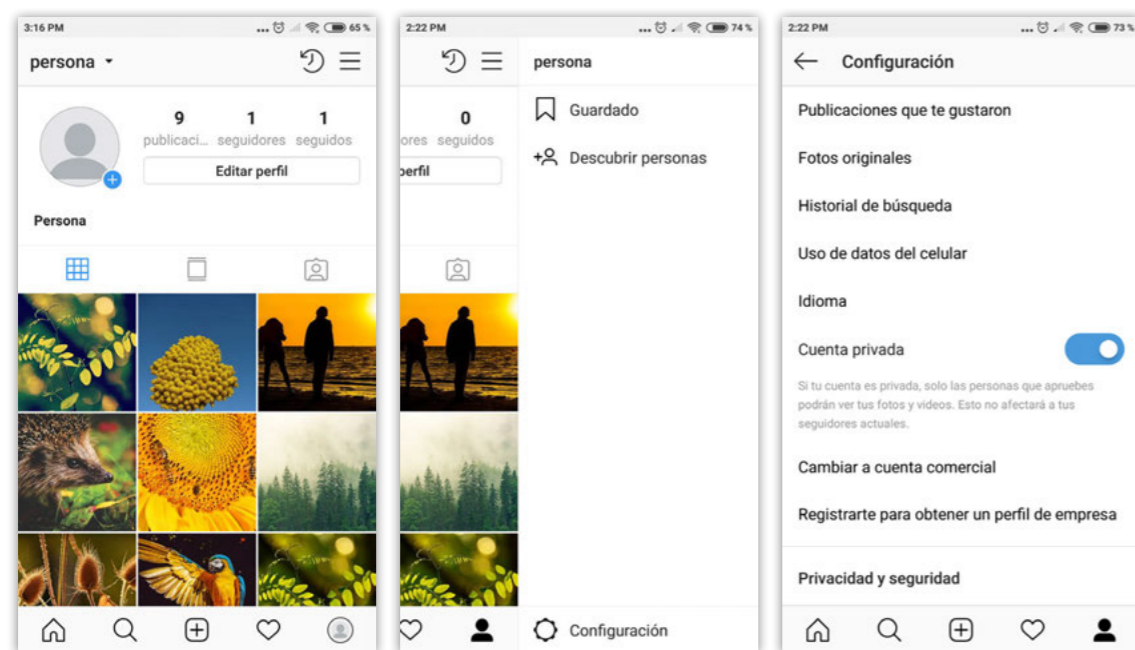 3:16 PM
... 65 %
persona
9 1 1
publicaci... seguidores seguidos
Editar perfil
Persona
2:22 PM
... 74 %
0
ores seguidos
perfil
persona
Guardado
Descubrir personas
Configuración
2:22 PM
... 73 %
Configuración
Publicaciones que te gustaron
Fotos originales
Historial de búsqueda
Uso de datos del celular
Idioma
Cuenta privada
Si tu cuenta es privada, solo las personas que apruebes
podrán ver tus fotos y videos. Esto no afectará a tus
seguidores actuales.
Cambiar a cuenta comercial
Registrarte para obtener un perfil de empresa
Privacidad y seguridad